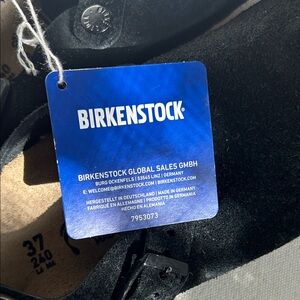 BIRKENSTOCK
BIRKENSTOCK GLOBAL SALES GMBH
BURG OCKENFELS | 53545 LINZ | GERMANY
E: WELCOME@BIRKENSTOCK.COM | BIRKENSTOCK.COM
HERGESTELLT IN DEUTSCHLAND | MADE IN GERMANY
FABRIQUÉ EN ALLEMAGNE | PRODOTTO IN GERMANIA
HECHO EN ALEMANIA
7953073
37
240